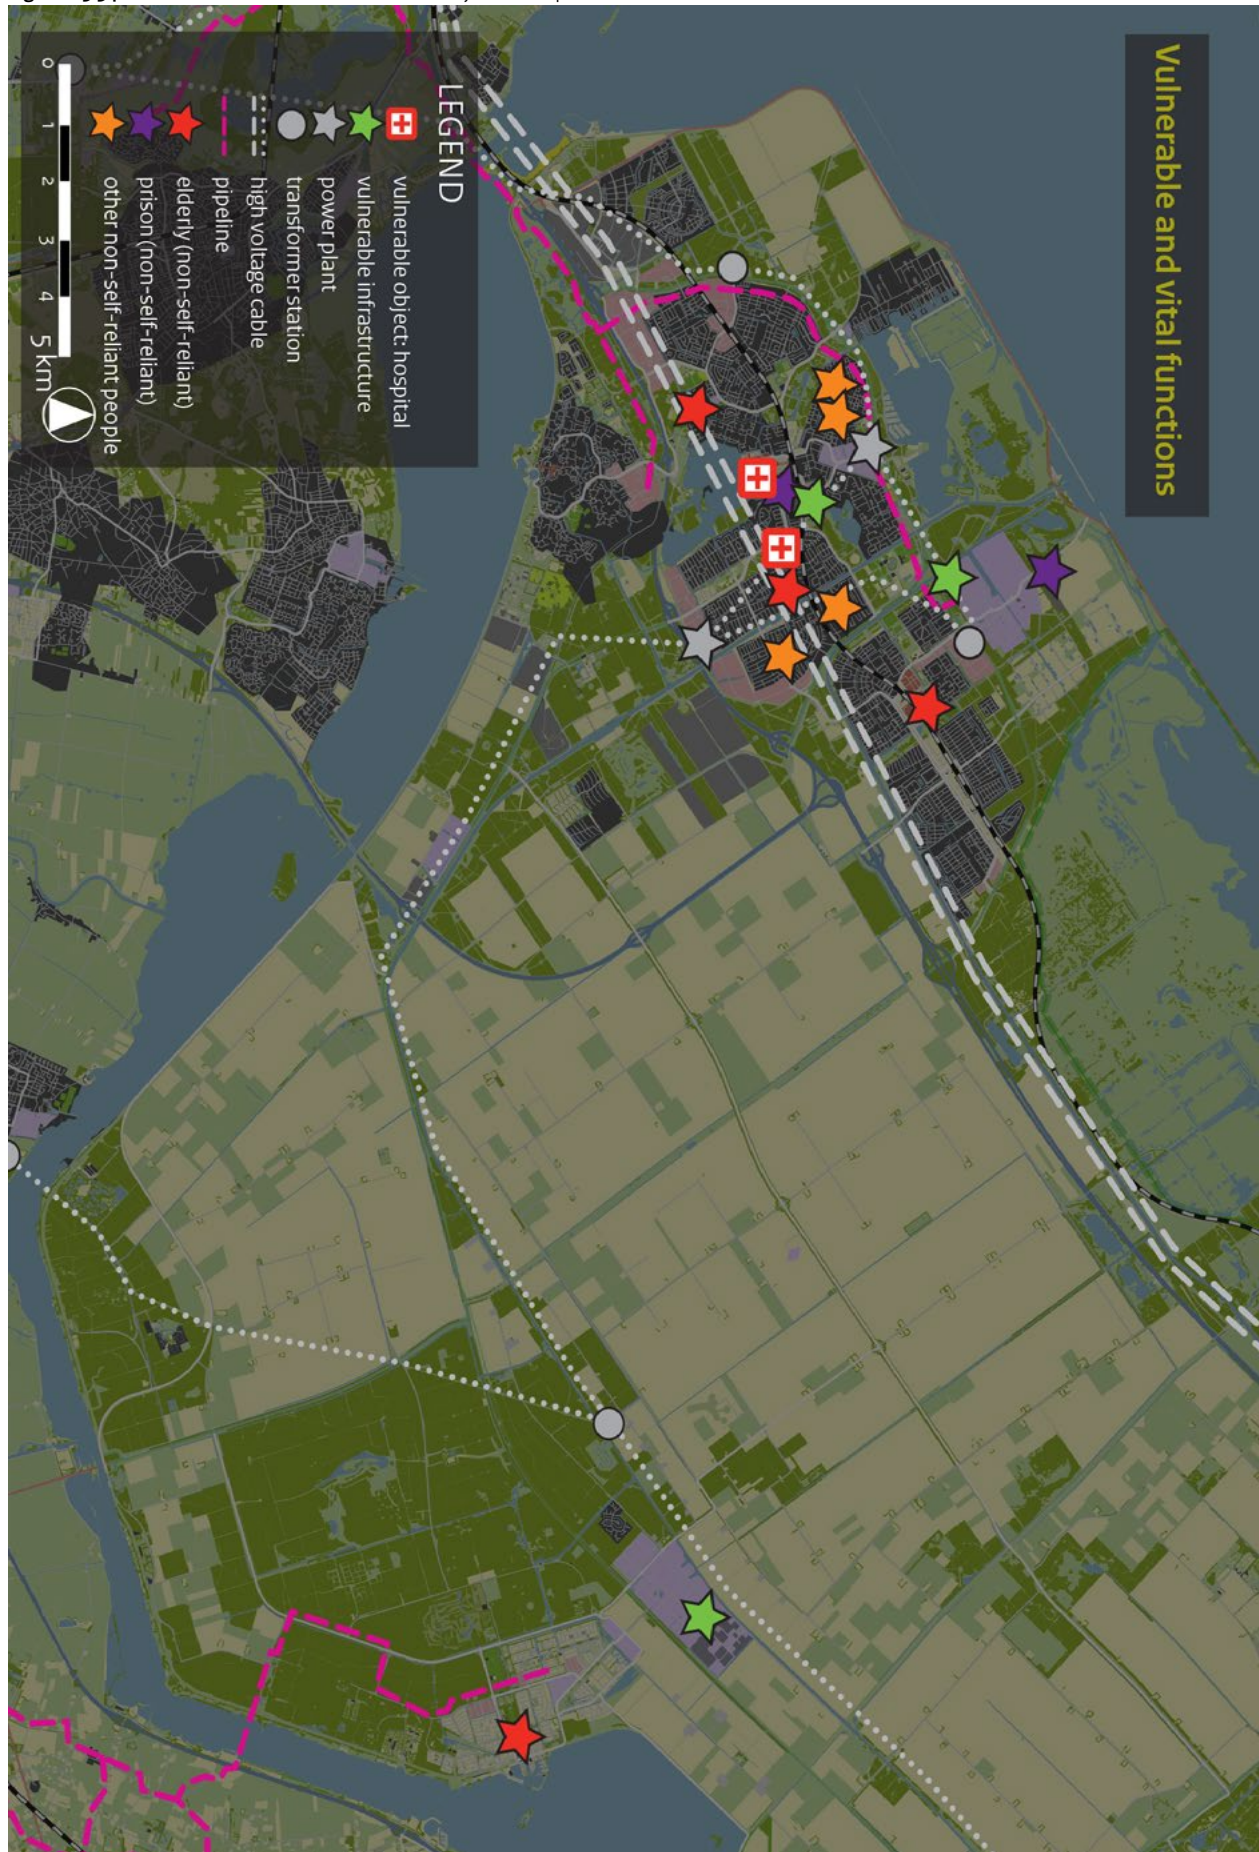 Vulnerable and vital functions
LEGEND
vulnerable object: hospital
vulnerable infrastructure
power plant
transformer station
high voltage cable
pipeline
elderly (non-self-reliant)
prison (non-self-reliant)
other non-self-reliant people
0 1 2 3 4 5 km